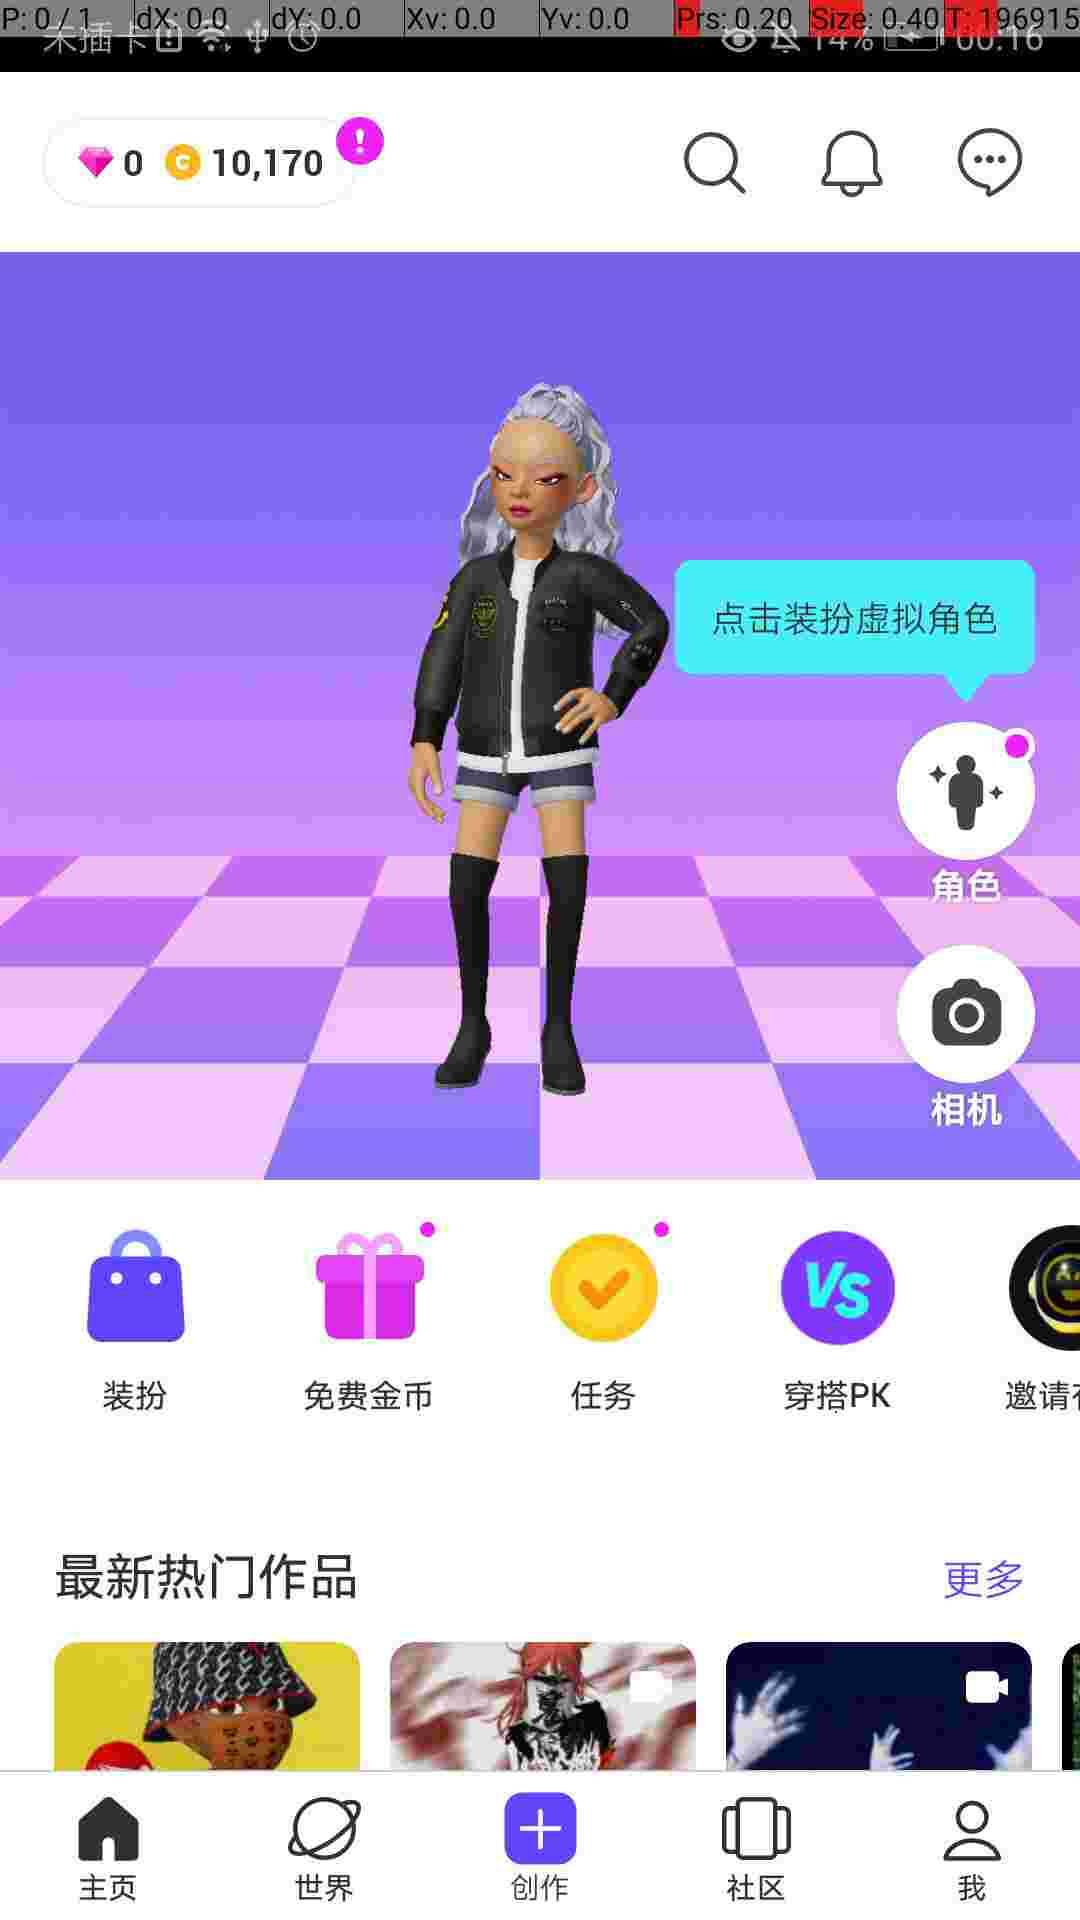 P: 0 / 1 dX: 0.0 dY: 0.0 Xv: 0.0 Yv: 0.0 Prs: 0.20 Size: 0.40 T: 196915
未插卡 14% 00:16
0 C 10,170
点击装扮虚拟角色
角色
相机
VS
装扮 免费金币 任务 穿搭PK 邀请
最新热门作品 更多
主页 世界 创作 社区 我